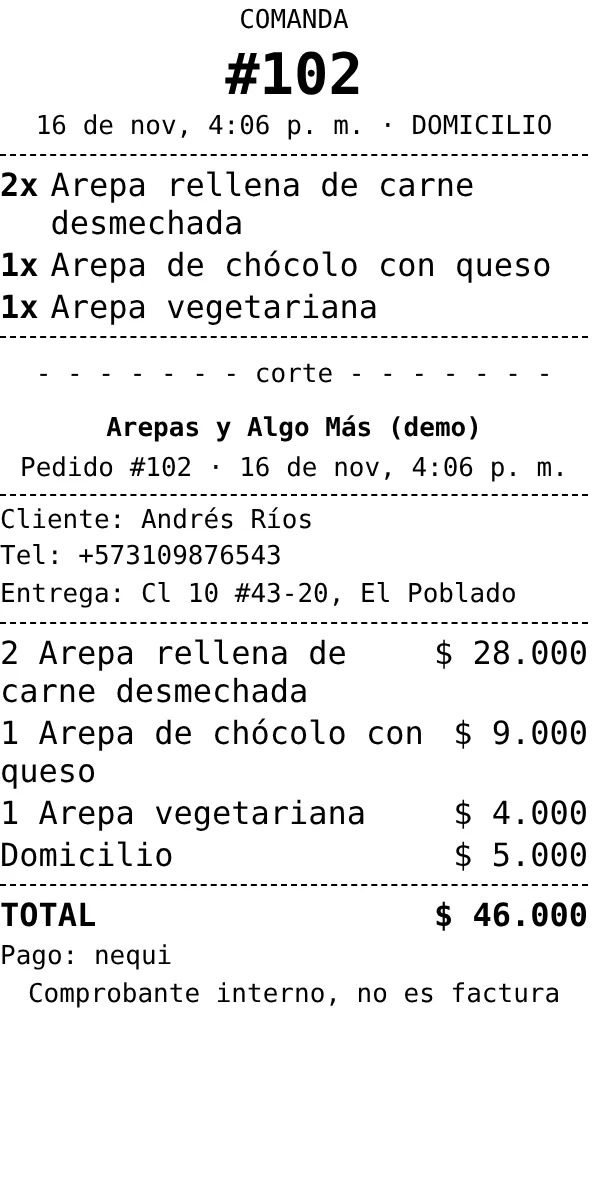 COMANDA
#102
16 de nov, 4:06 p. m. · DOMICILIO
2x Arepa rellena de carne
desmechada
1x Arepa de chócolo con queso
1x Arepa vegetariana
- - - - - - - corte - - - - - - -
Arepas y Algo Más (demo)
Pedido #102 · 16 de nov, 4:06 p. m.
Cliente: Andrés Ríos
Tel: +573109876543
Entrega: Cl 10 #43-20, El Poblado
2 Arepa rellena de $ 28.000
carne desmechada
1 Arepa de chócolo con $ 9.000
queso
1 Arepa vegetariana $ 4.000
Domicilio $ 5.000
TOTAL $ 46.000
Pago: nequi
Comprobante interno, no es factura